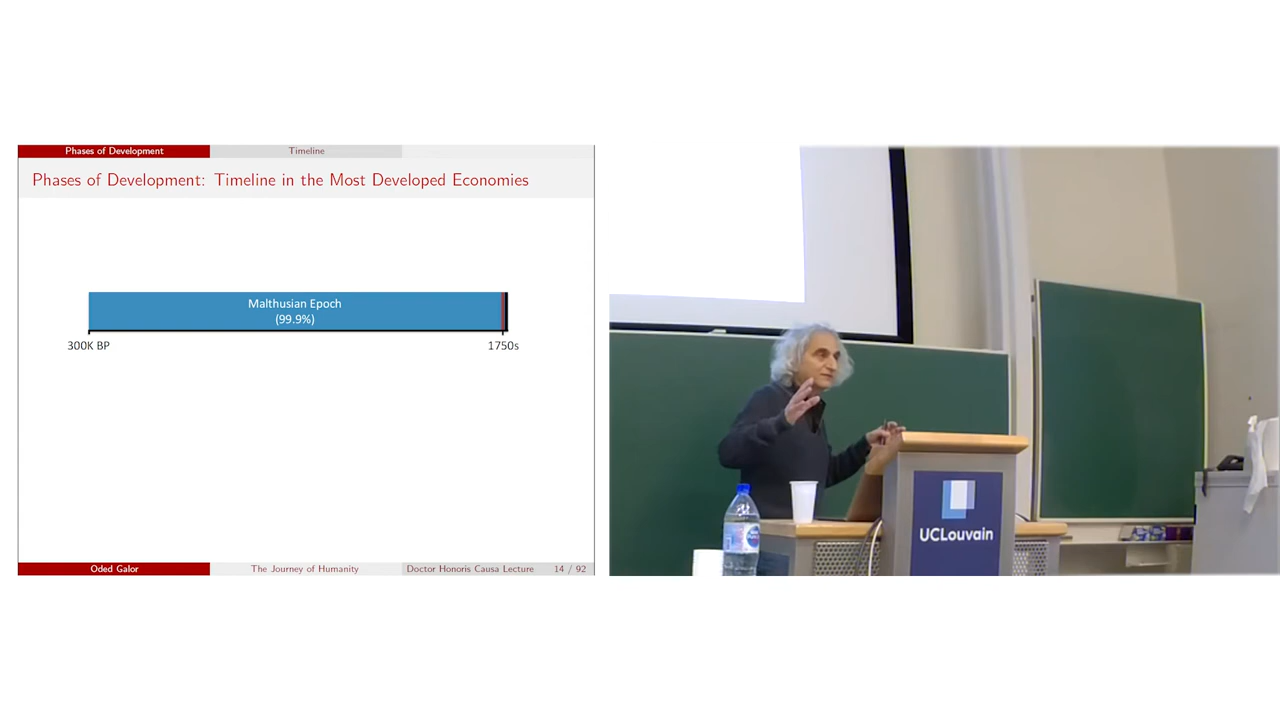 Phases of Development
Timeline
Phases of Development: Timeline in the Most Developed Economies
Malthusian Epoch
(99.9%)
300K BP
1750s
Oded Galor
The Journey of Humanity
Doctor Honoris Causa Lecture
14 / 92
UCLouvain